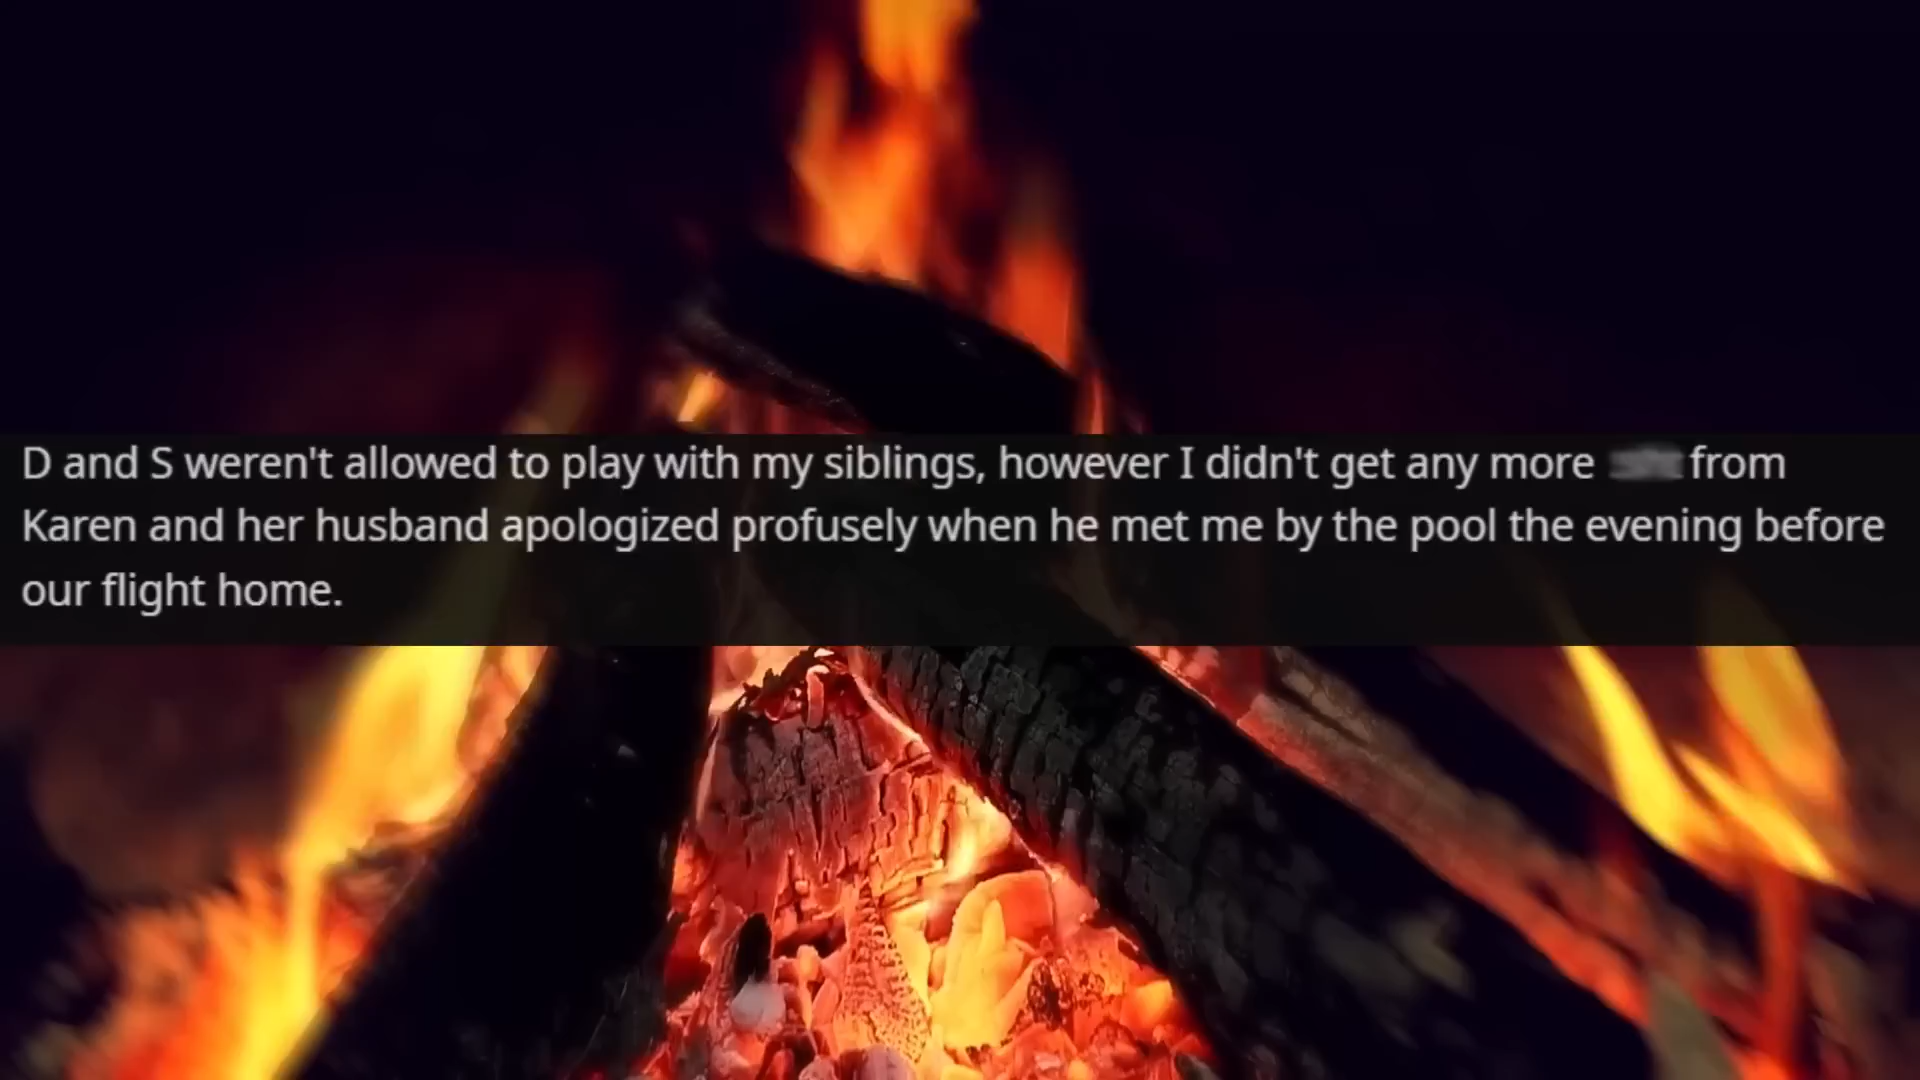 D and S weren't allowed to play with my siblings, however I didn't get any more from
Karen and her husband apologized profusely when he met me by the pool the evening before
our flight home.